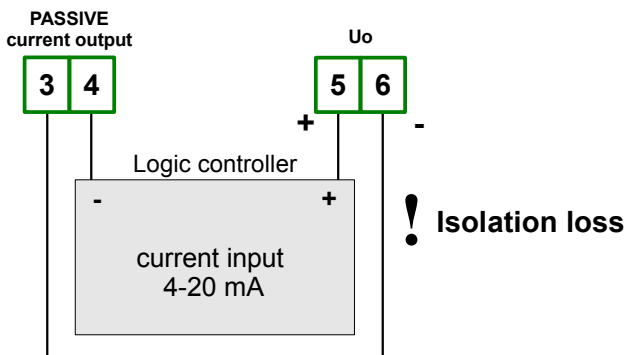 PASSIVE
current output
Uo
3 4
5 6
+ -
Logic controller
- +
! Isolation loss
current input
4-20 mA